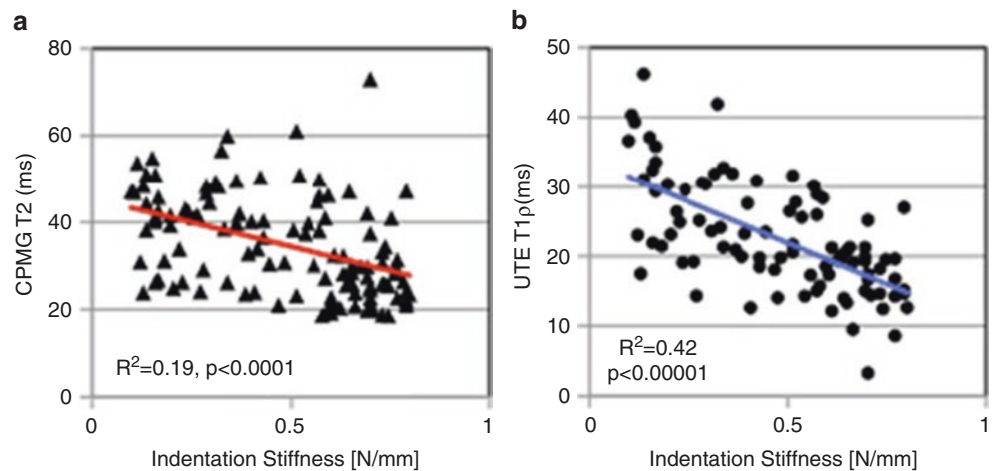 a
80
60
40
20
0
CPMG T2 (ms)
R²=0.19, p<0.0001
0 0.5 1
Indentation Stiffness [N/mm]
b
50
40
30
20
10
0
UTE T1ρ(ms)
R²=0.42
p<0.00001
0 0.5 1
Indentation Stiffness [N/mm]